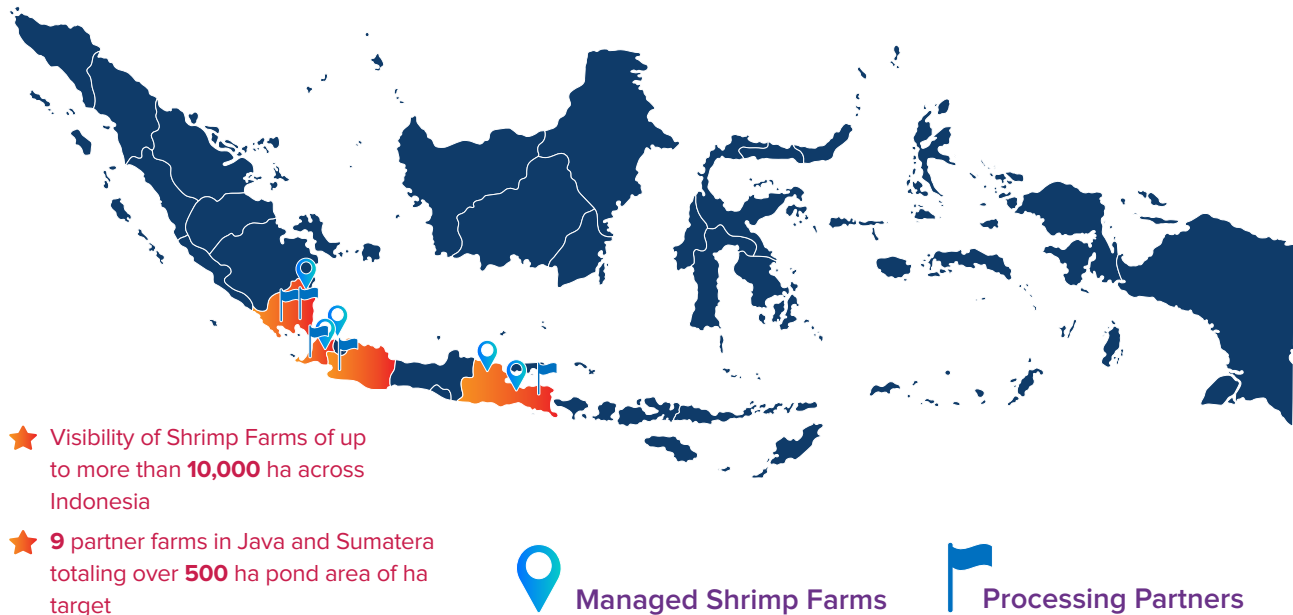 Visibility of Shrimp Farms of up
to more than 10,000 ha across
Indonesia
9 partner farms in Java and Sumatera
totaling over 500 ha pond area of ha
target
Managed Shrimp Farms
Processing Partners